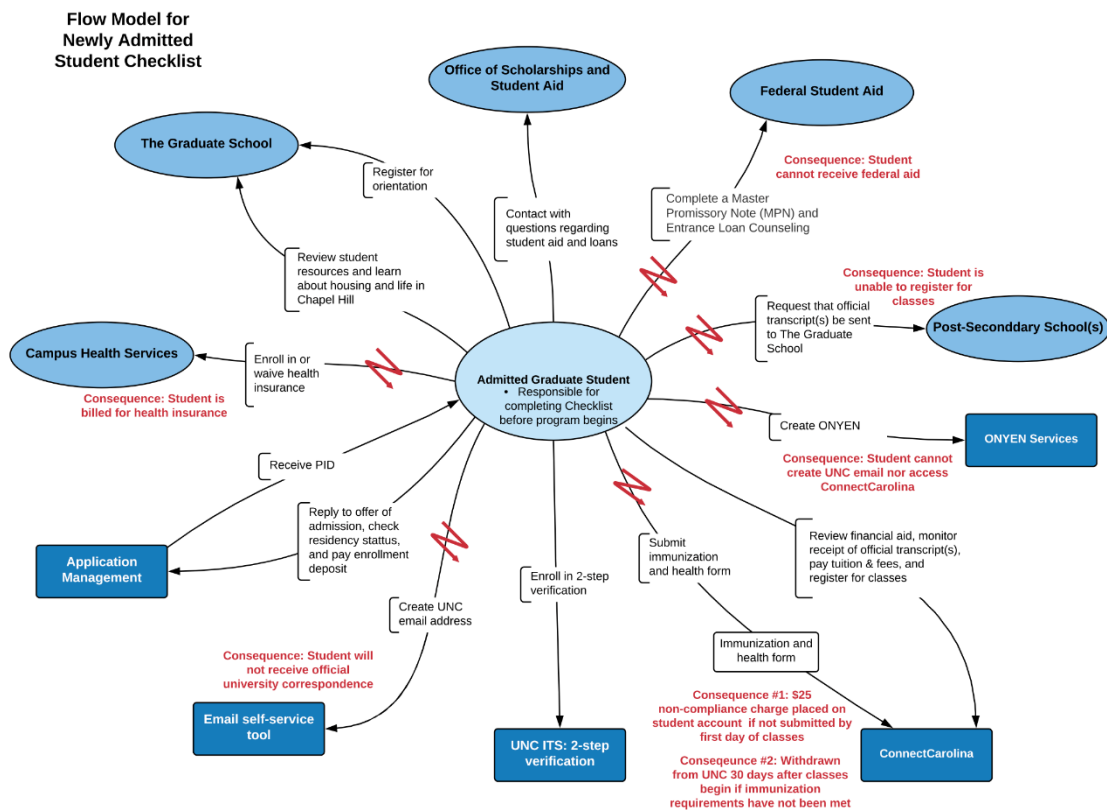 Flow Model for
Newly Admitted
Student Checklist
Office of Scholarships and
Student Aid
Federal Student Aid
The Graduate School
Consequence: Student
cannot receive federal aid
Register for
orientation
Complete a Master
Promissory Note (MPN) and
Entrance Loan Counseling
Contact with
questions regarding
student aid and loans
Review student
resources and learn
about housing and life in
Chapel Hill
Consequence: Student is
unable to register for
classes
Request that official
transcript(s) be sent
to The Graduate
School
Post-Seconddary School(s)
Campus Health Services
Enroll in or
waive health
insurance
Consequence: Student is
billed for health insurance
Admitted Graduate Student
• Responsible for
completing Checklist
before program begins
Create ONYEN
ONYEN Services
Consequence: Student cannot
create UNC email nor access
ConnectCarolina
Receive PID
Reply to offer of
admission, check
residency stattus,
and pay enrollment
deposit
Application
Management
Submit
immunization
and health form
Review financial aid, monitor
receipt of official transcript(s),
pay tuition & fees, and
register for classes
Enroll in 2-step
verification
Create UNC
email address
Immunization and
health form
Consequence: Student will
not receive official
university correspondence
Email self-service
tool
UNC ITS: 2-step
verification
Consequence #1: $25
non-compliance charge placed on
student account if not submitted by
first day of classes
ConnectCarolina
Conseqeunce #2: Withdrawn
from UNC 30 days after classes
begin if immunization
requirements have not been met